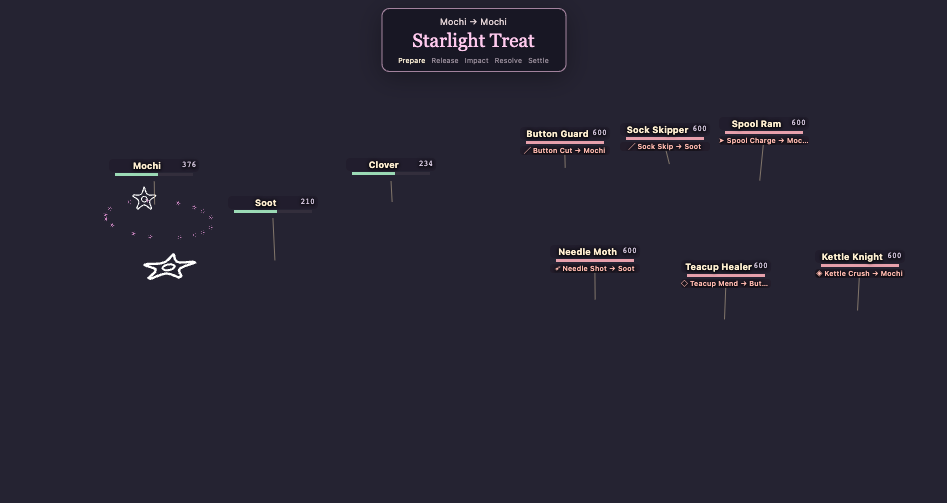 Mochi → Mochi
Starlight Treat
Prepare Release Impact Resolve Settle
Spool Ram 600
➤ Spool Charge → Moc...
Sock Skipper 600
⟋ Sock Skip → Soot
Button Guard 600
⟋ Button Cut → Mochi
Mochi 376
Clover 234
Soot 210
Needle Moth 600
➶ Needle Shot → Soot
Teacup Healer 600
◇ Teacup Mend → But...
Kettle Knight 600
◈ Kettle Crush → Mochi